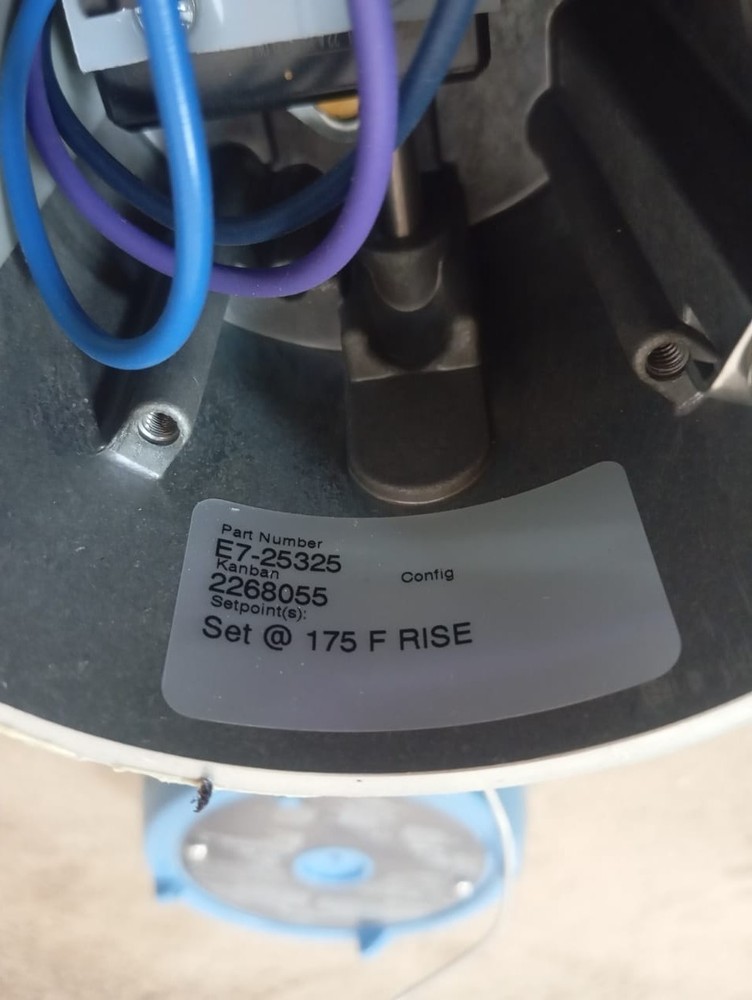 Part Number
E7-25325
Kanban
Config
2268055
Setpoint(s):
Set @ 175 F RISE